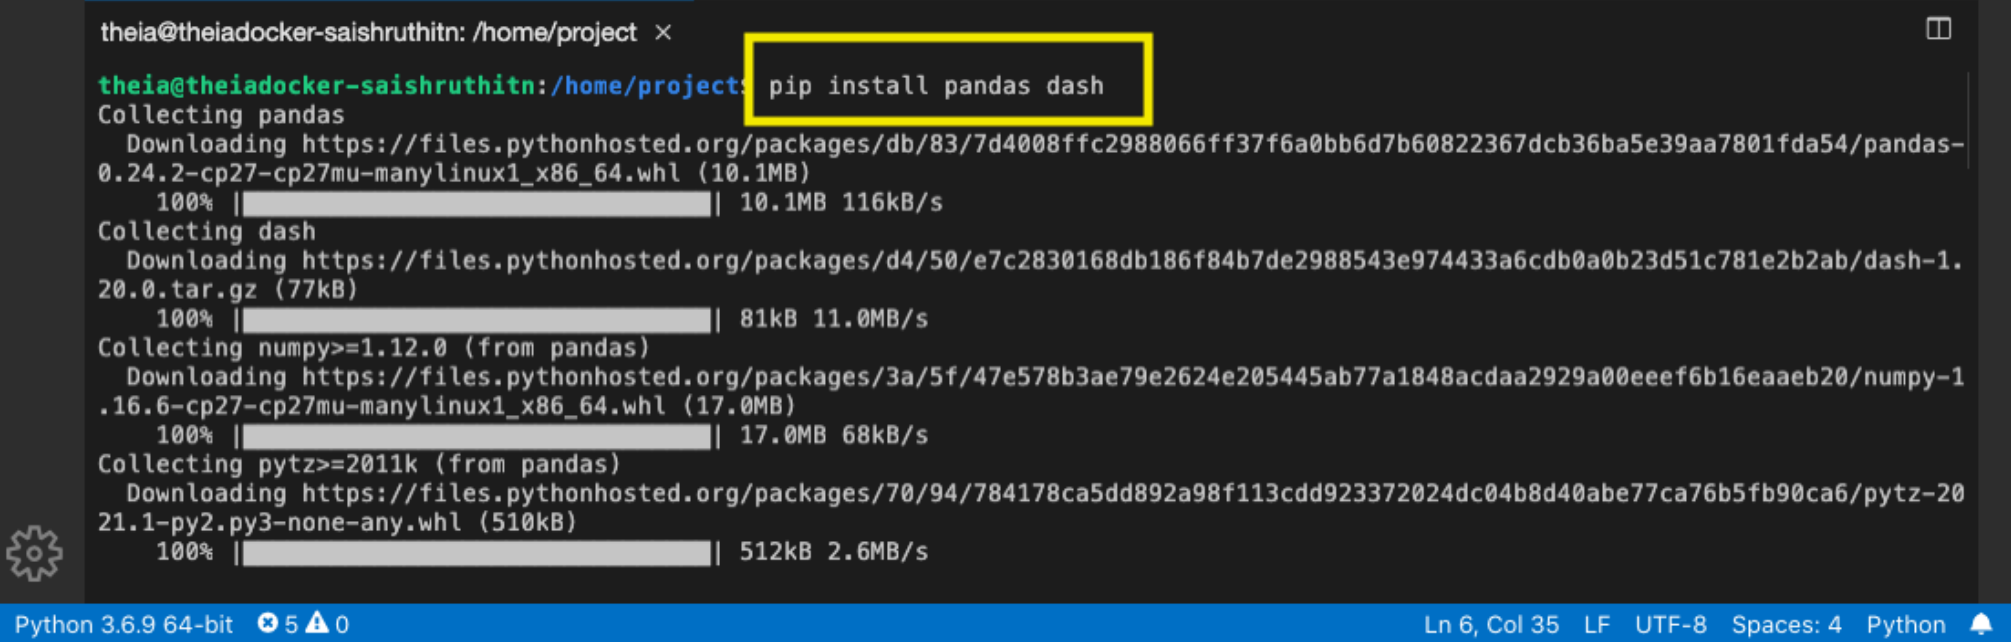 theia@theiadocker-saishruthitn: /home/project ×
theia@theiadocker-saishruthitn:/home/project$ pip install pandas dash
Collecting pandas
  Downloading https://files.pythonhosted.org/packages/db/83/7d4008ffc2988066ff37f6a0bb6d7b60822367dcb36ba5e39aa7801fda54/pandas-
0.24.2-cp27-cp27mu-manylinux1_x86_64.whl (10.1MB)
    100% |████████████████████████████████| 10.1MB 116kB/s
Collecting dash
  Downloading https://files.pythonhosted.org/packages/d4/50/e7c2830168db186f84b7de2988543e974433a6cdb0a0b23d51c781e2b2ab/dash-1.
20.0.tar.gz (77kB)
    100% |████████████████████████████████| 81kB 11.0MB/s
Collecting numpy>=1.12.0 (from pandas)
  Downloading https://files.pythonhosted.org/packages/3a/5f/47e578b3ae79e2624e205445ab77a1848acdaa2929a00eeef6b16eaaeb20/numpy-1
.16.6-cp27-cp27mu-manylinux1_x86_64.whl (17.0MB)
    100% |████████████████████████████████| 17.0MB 68kB/s
Collecting pytz>=2011k (from pandas)
  Downloading https://files.pythonhosted.org/packages/70/94/784178ca5dd892a98f113cdd923372024dc04b8d40abe77ca76b5fb90ca6/pytz-20
21.1-py2.py3-none-any.whl (510kB)
    100% |████████████████████████████████| 512kB 2.6MB/s
Python 3.6.9 64-bit 5 0 Ln 6, Col 35 LF UTF-8 Spaces: 4 Python